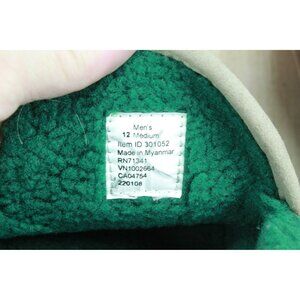 Men's
12 Medium
Item ID 301052
Made in Myanmar
RN71341
VN1002664
CA04754
220108